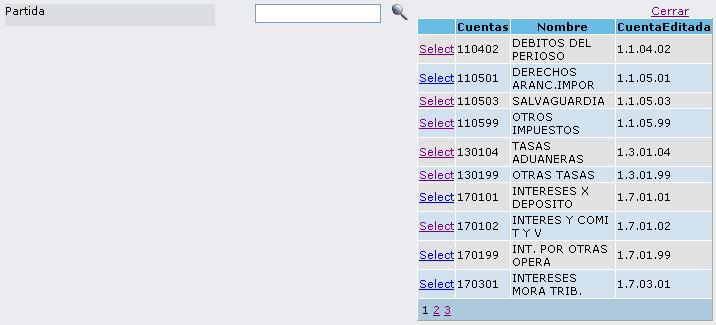 Partida
Cerrar
Cuentas Nombre CuentaEditada
Select 110402 DEBITOS DEL PERIOSO 1.1.04.02
Select 110501 DERECHOS ARANC.IMPOR 1.1.05.01
Select 110503 SALVAGUARDIA 1.1.05.03
Select 110599 OTROS IMPUESTOS 1.1.05.99
Select 130104 TASAS ADUANERAS 1.3.01.04
Select 130199 OTRAS TASAS 1.3.01.99
Select 170101 INTERESES X DEPOSITO 1.7.01.01
Select 170102 INTERES Y COMI T Y V 1.7.01.02
Select 170199 INT. POR OTRAS OPERA 1.7.01.99
Select 170301 INTERESES MORA TRIB. 1.7.03.01
1 2 3